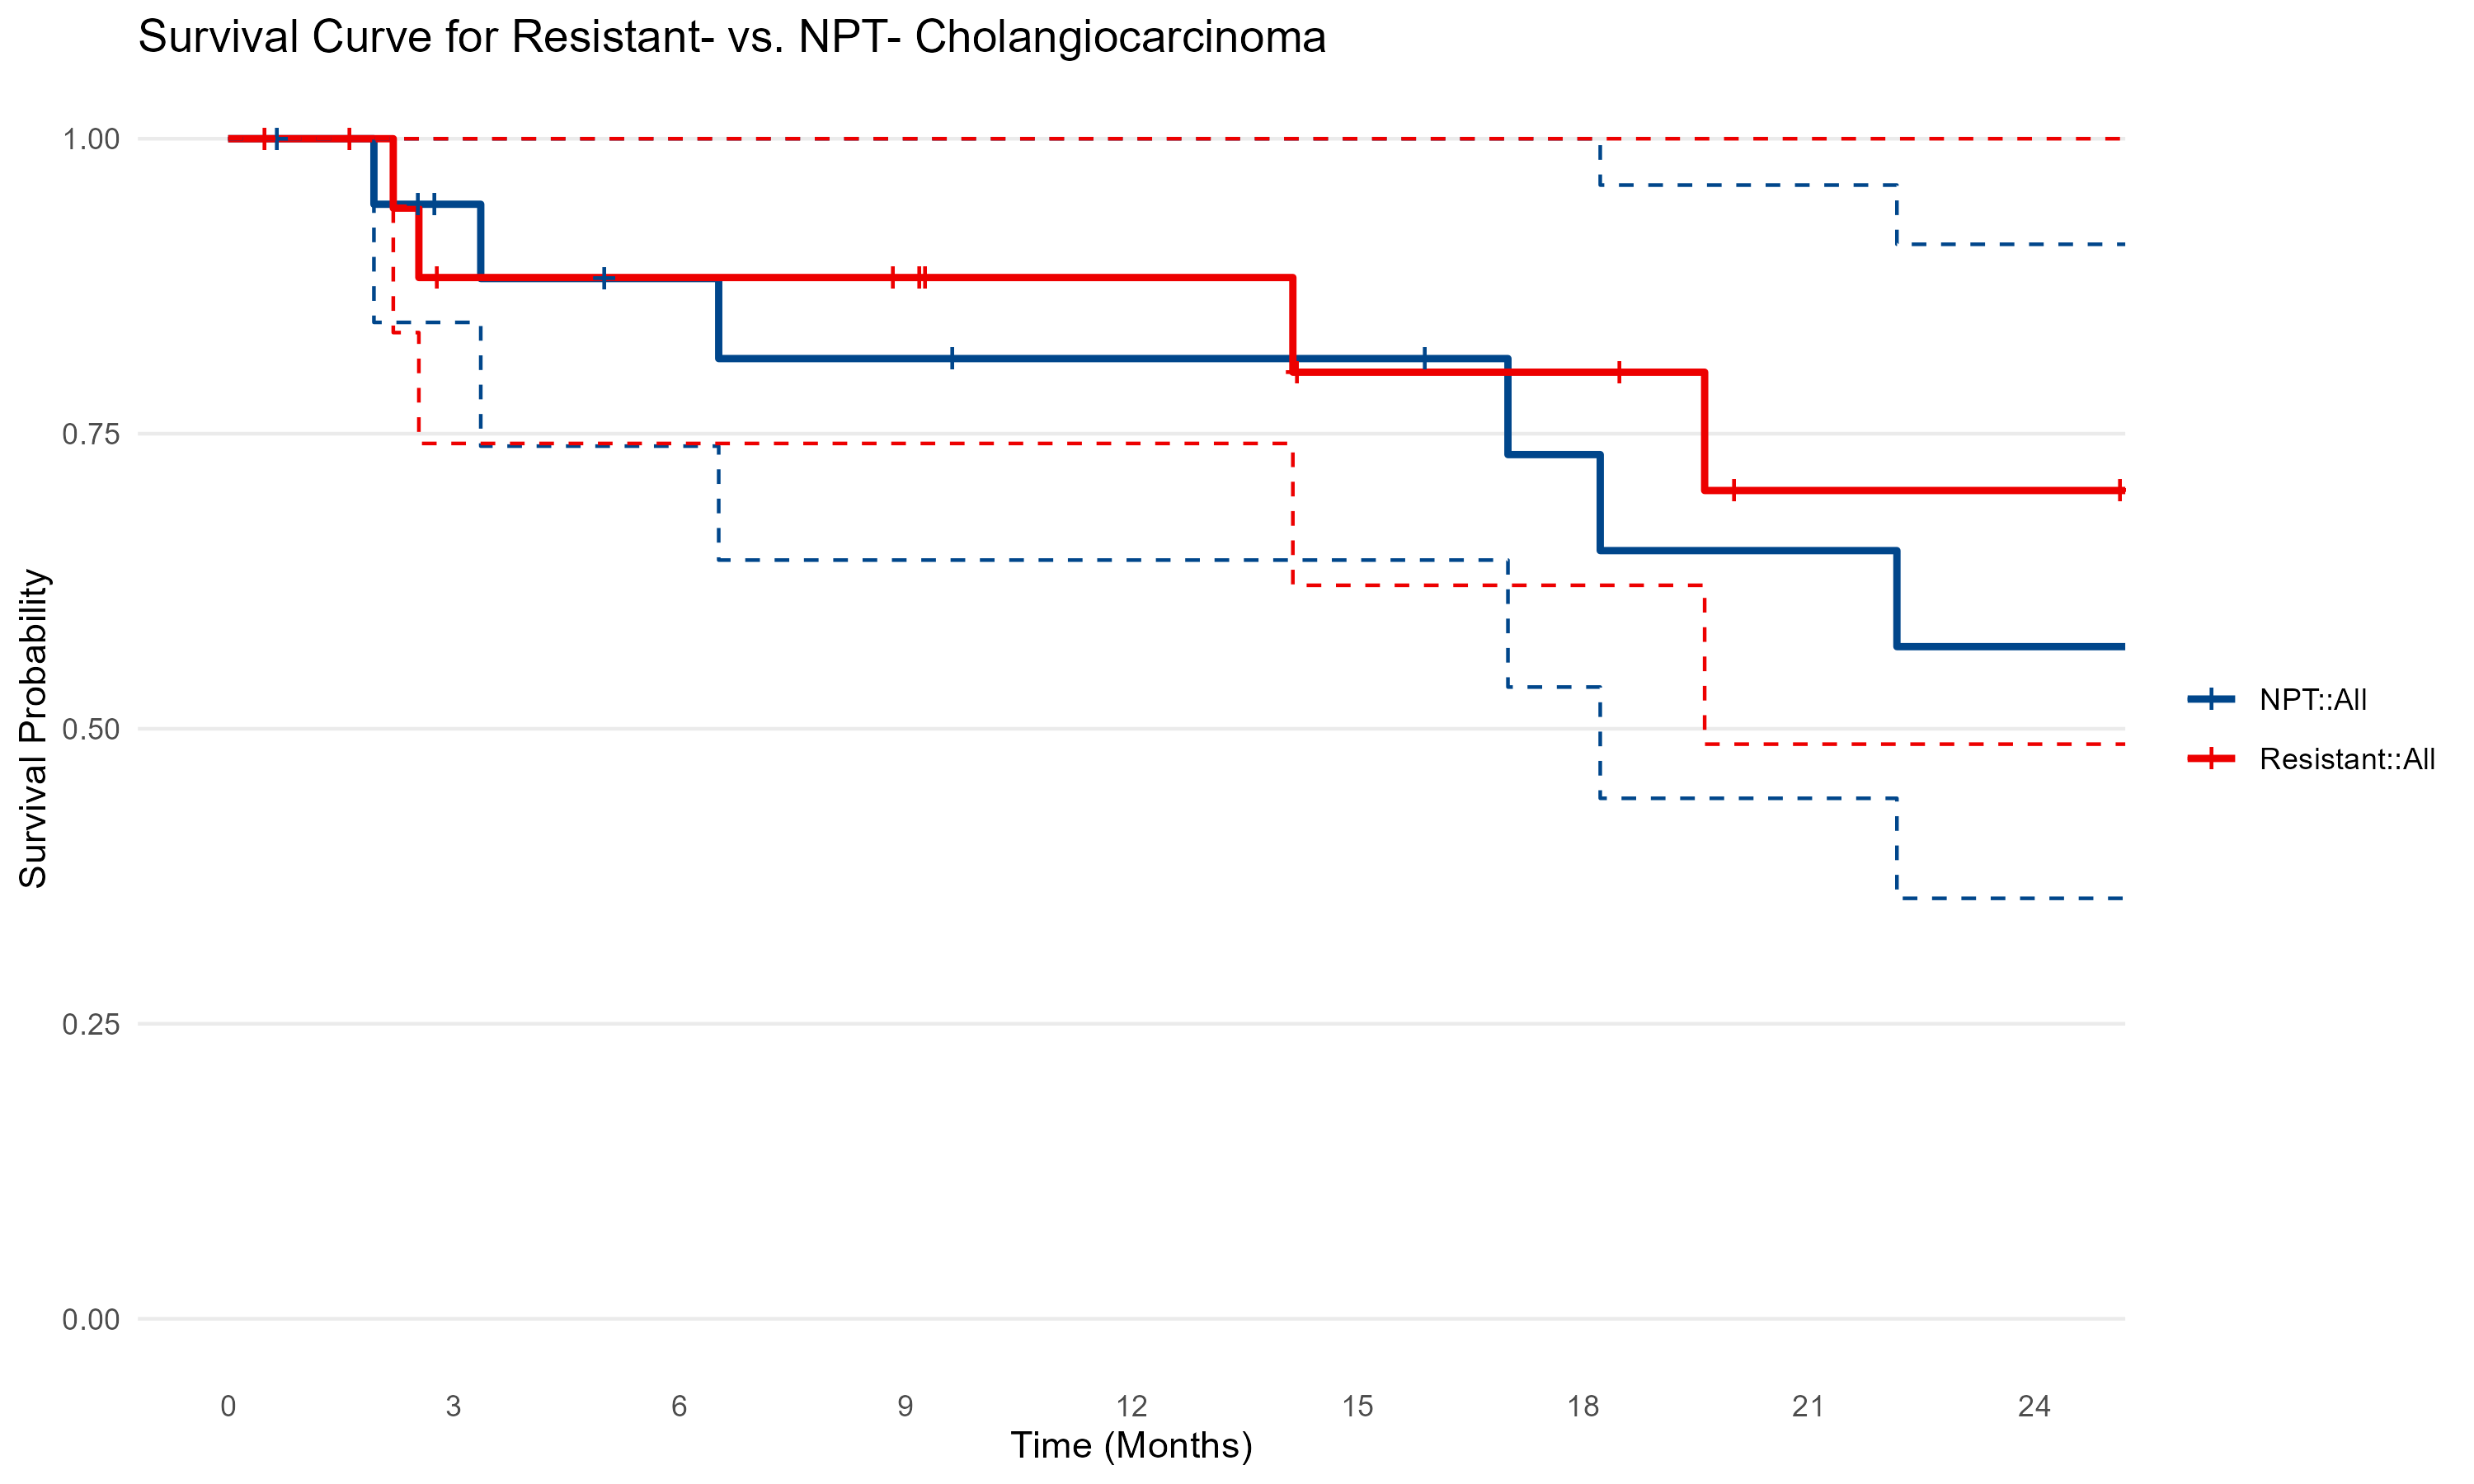 Survival Curve for Resistant- vs. NPT- Cholangiocarcinoma
1.00
0.75
0.50
0.25
0.00
Survival Probability
0 3 6 9 12 15 18 21 24
Time (Months)
NPT::All
Resistant::All